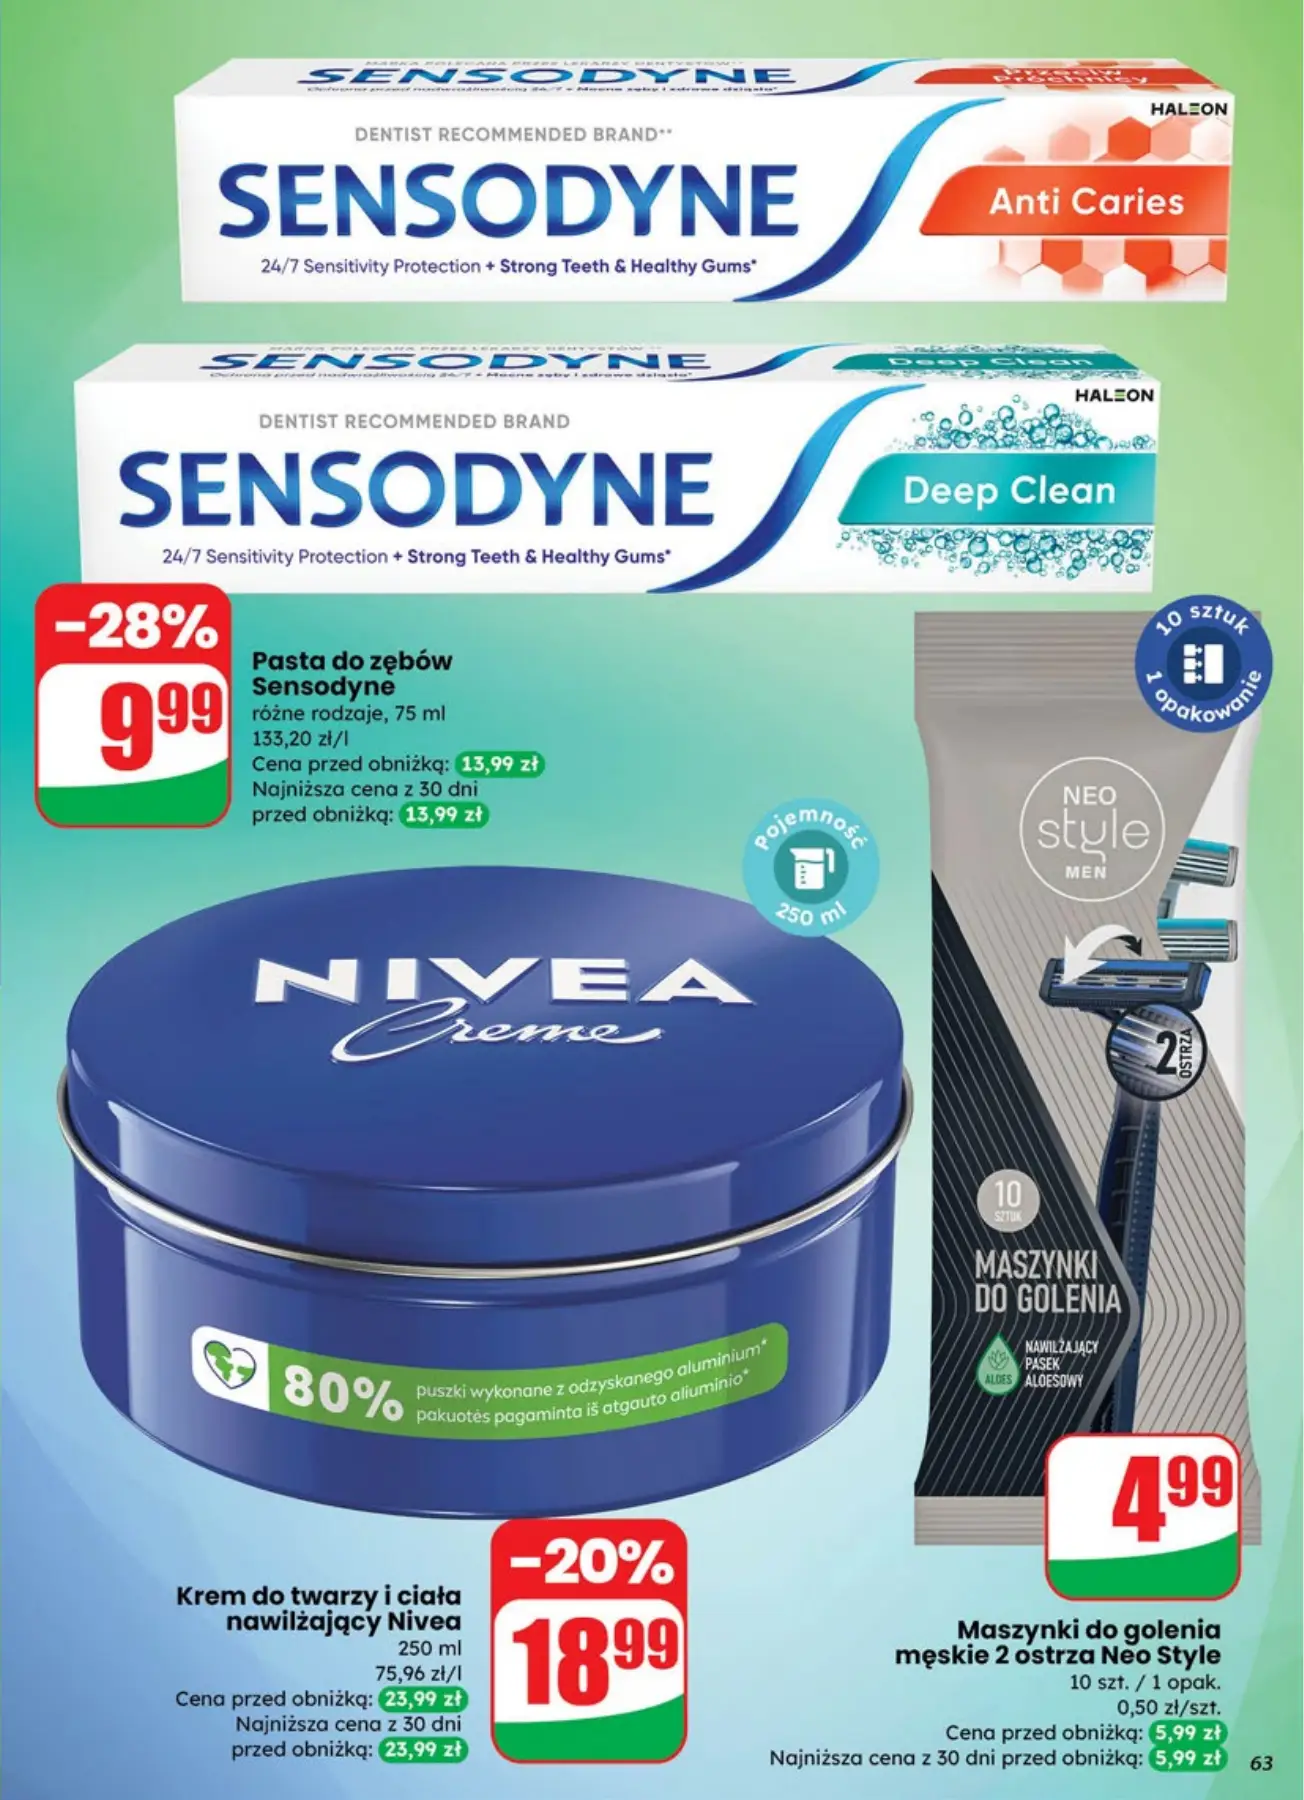 SENSODYNE
Przeciw
Próchnicy
HALEON
DENTIST RECOMMENDED BRAND**
SENSODYNE
Anti Caries
24/7 Sensitivity Protection + Strong Teeth & Healthy Gums*
SENSODYNE
Deep Clean
HALEON
DENTIST RECOMMENDED BRAND
SENSODYNE
Deep Clean
24/7 Sensitivity Protection + Strong Teeth & Healthy Gums*
-28%
9.99
Pasta do zębów
Sensodyne
różne rodzaje, 75 ml
133,20 zł/l
Cena przed obniżką: 13,99 zł
Najniższa cena z 30 dni
przed obniżką: 13,99 zł
10 sztuk
1 opakowanie
NEO
style
MEN
2 OSTRZA
10
SZTUK
MASZYNKI
DO GOLENIA
ALOES
NAWILŻAJĄCY
PASEK
ALOESOWY
Pojemność
250 ml
NIVEA
Creme
80% puszki wykonane z odzyskanego aluminium*
pakuotės pagaminta iš atgauto aliuminio*
-20%
18.99
Krem do twarzy i ciała
nawilżający Nivea
250 ml
75,96 zł/l
Cena przed obniżką: 23,99 zł
Najniższa cena z 30 dni
przed obniżką: 23,99 zł
4.99
Maszynki do golenia
męskie 2 ostrza Neo Style
10 szt. / 1 opak.
0,50 zł/szt.
Cena przed obniżką: 5,99 zł
Najniższa cena z 30 dni przed obniżką: 5,99 zł
63